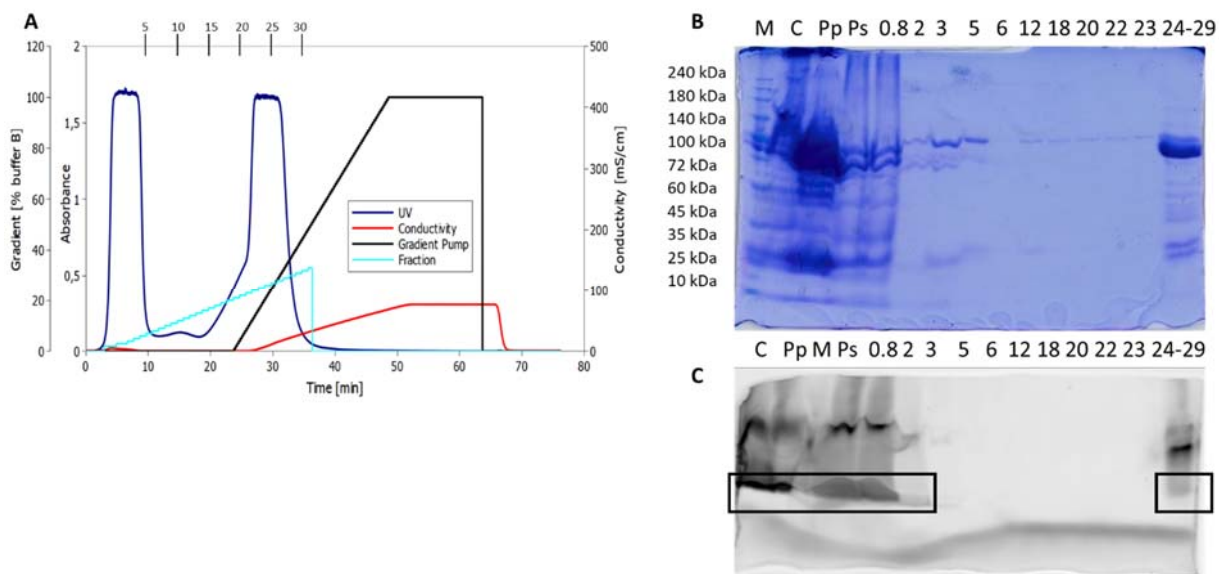 A
5 10 15 20 25 30
120 2 500
100 1,5 400
80 300
60 1
40 200
0,5
20 100
0 0 0
0 10 20 30 40 50 60 70 80
Time [min]
Gradient [% buffer B]
Absorbance
Conductivity [mS/cm]
UV
Conductivity
Gradient Pump
Fraction
B
M C Pp Ps 0.8 2 3 5 6 12 18 20 22 23 24-29
240 kDa
180 kDa
140 kDa
100 kDa
72 kDa
60 kDa
45 kDa
35 kDa
25 kDa
10 kDa
C Pp M Ps 0.8 2 3 5 6 12 18 20 22 23 24-29
C